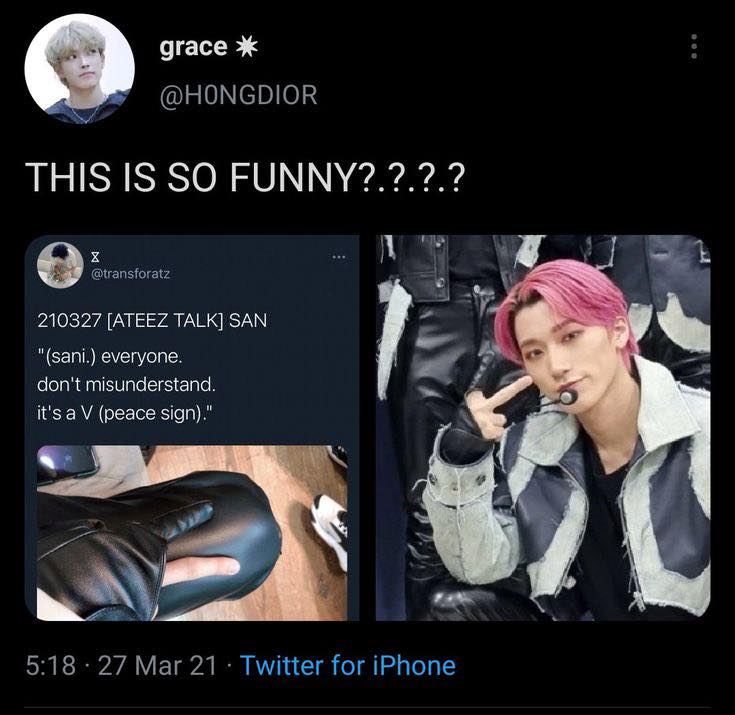 grace ✷
@H0NGDIOR
THIS IS SO FUNNY?.?.?.?
⧖
@transforatz
210327 [ATEEZ TALK] SAN
"(sani.) everyone.
don't misunderstand.
it's a V (peace sign)."
5:18 · 27 Mar 21 · Twitter for iPhone